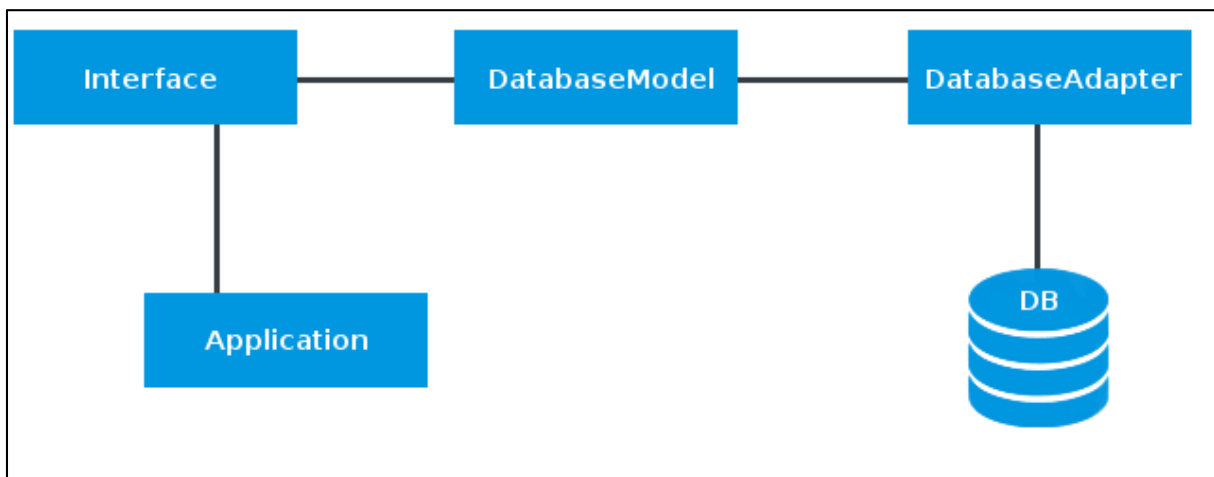 Interface
DatabaseModel
DatabaseAdapter
DB
Application